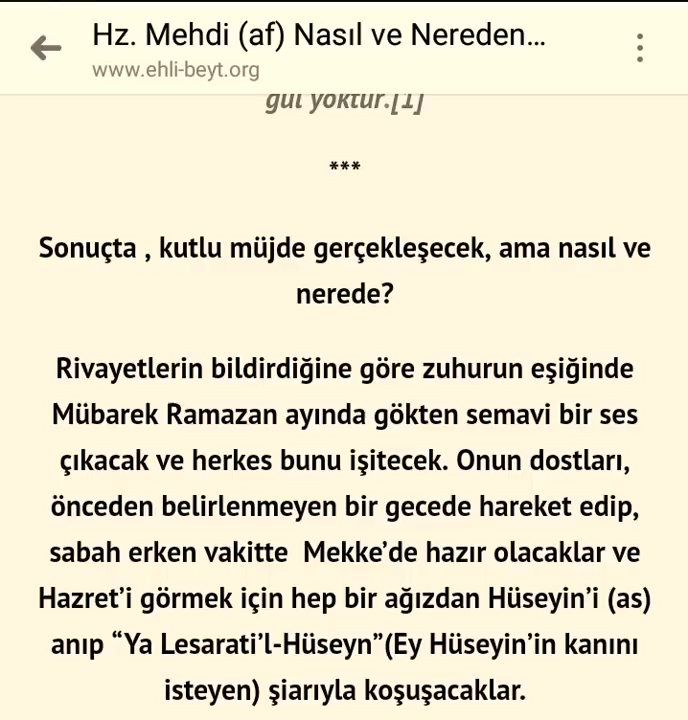 Hz. Mehdi (af) Nasıl ve Nereden...
www.ehli-beyt.org
gül yoktur.[1]
***
Sonuçta , kutlu müjde gerçekleşecek, ama nasıl ve
nerede?
Rivayetlerin bildirdiğine göre zuhurun eşiğinde
Mübarek Ramazan ayında gökten semavi bir ses
çıkacak ve herkes bunu işitecek. Onun dostları,
önceden belirlenmeyen bir gecede hareket edip,
sabah erken vakitte  Mekke’de hazır olacaklar ve
Hazret’i görmek için hep bir ağızdan Hüseyin’i (as)
anıp “Ya Lesarati’l-Hüseyn”(Ey Hüseyin’in kanını
isteyen) şiarıyla koşuşacaklar.